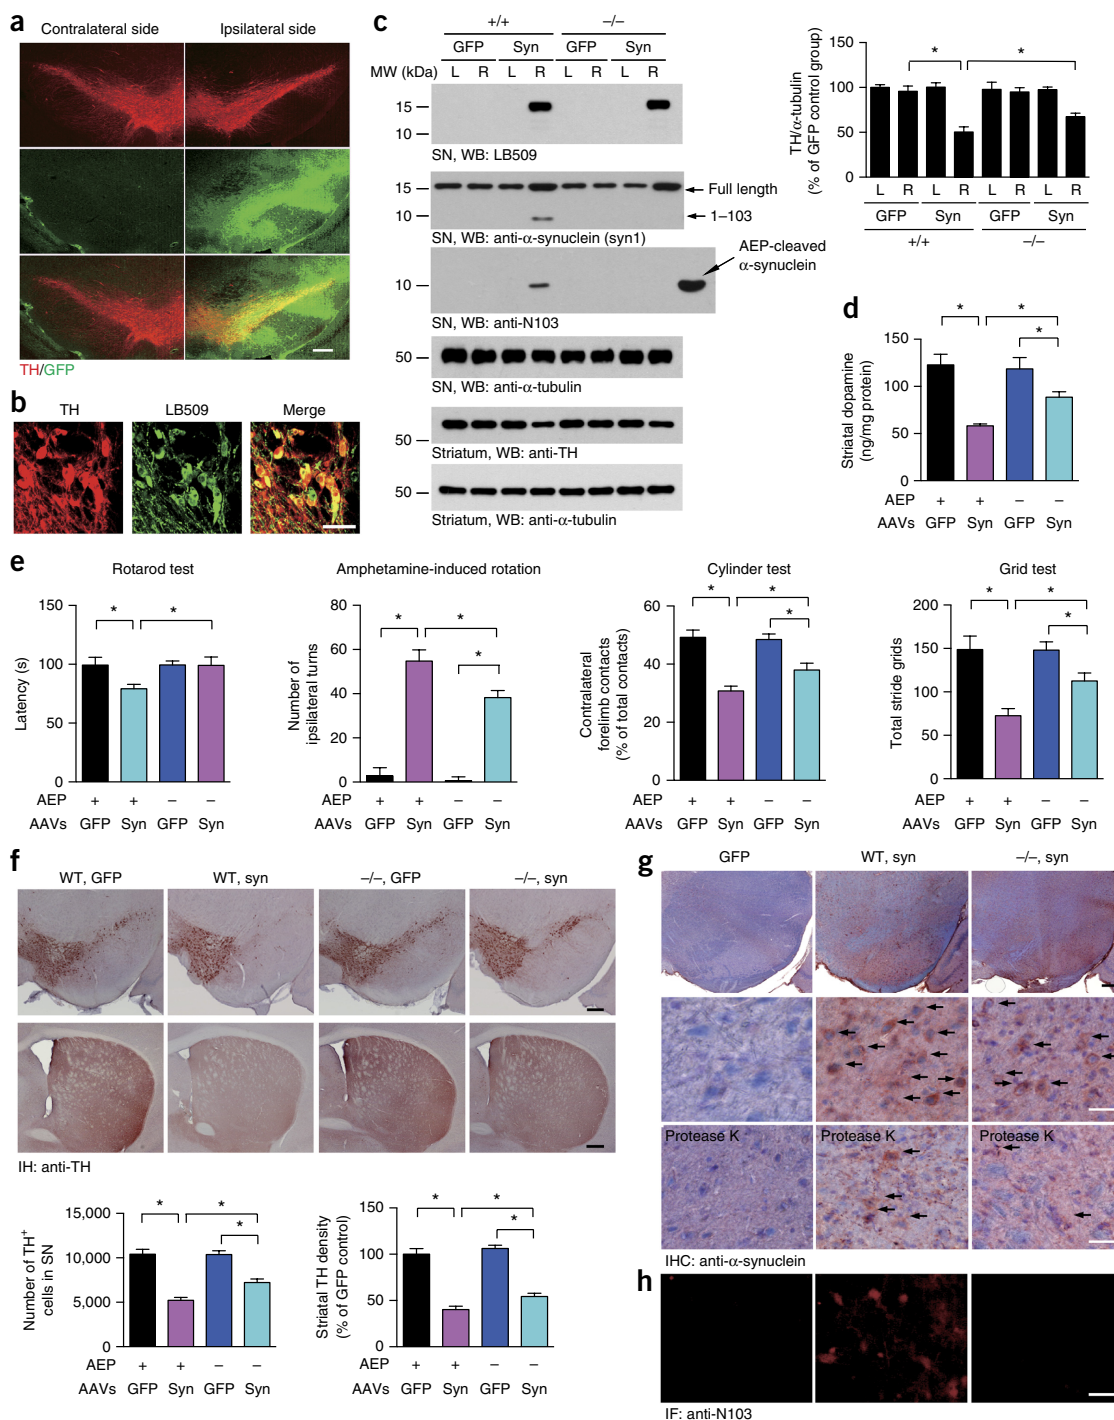 a
Contralateral side Ipsilateral side
TH/GFP
b
TH LB509 Merge
c
+/+ –/–
GFP Syn GFP Syn
MW (kDa) L R L R L R L R
15
10
SN, WB: LB509
15
Full length
10
1–103
SN, WB: anti-α-synuclein (syn1)
AEP-cleaved
α-synuclein
10
SN, WB: anti-N103
50
SN, WB: anti-α-tubulin
50
Striatum, WB: anti-TH
50
Striatum, WB: anti-α-tubulin
TH/α-tubulin
(% of GFP control group)
150
100
50
0
* *
L R L R L R L R
GFP Syn GFP Syn
+/+ –/–
d
Striatal dopamine
(ng/mg protein)
150
100
50
0
* * *
AEP + + – –
AAVs GFP Syn GFP Syn
e
Rotarod test
Latency (s)
150
100
50
0
* *
AEP + + – –
AAVs GFP Syn GFP Syn
Amphetamine-induced rotation
Number of
ipsilateral turns
80
60
40
20
0
* * *
AEP + + – –
AAVs GFP Syn GFP Syn
Cylinder test
Contralateral
forelimb contacts
(% of total contacts)
60
40
20
0
* * *
AEP + + – –
AAVs GFP Syn GFP Syn
Grid test
Total stride grids
200
150
100
50
0
* * *
AEP + + – –
AAVs GFP Syn GFP Syn
f
WT, GFP WT, syn –/–, GFP –/–, syn
IH: anti-TH
Number of TH+
cells in SN
15,000
10,000
5,000
0
* * *
AEP + + – –
AAVs GFP Syn GFP Syn
Striatal TH density
(% of GFP control)
150
100
50
0
* * *
AEP + + – –
AAVs GFP Syn GFP Syn
g
GFP WT, syn –/–, syn
Protease K Protease K Protease K
IHC: anti-α-synuclein
h
IF: anti-N103